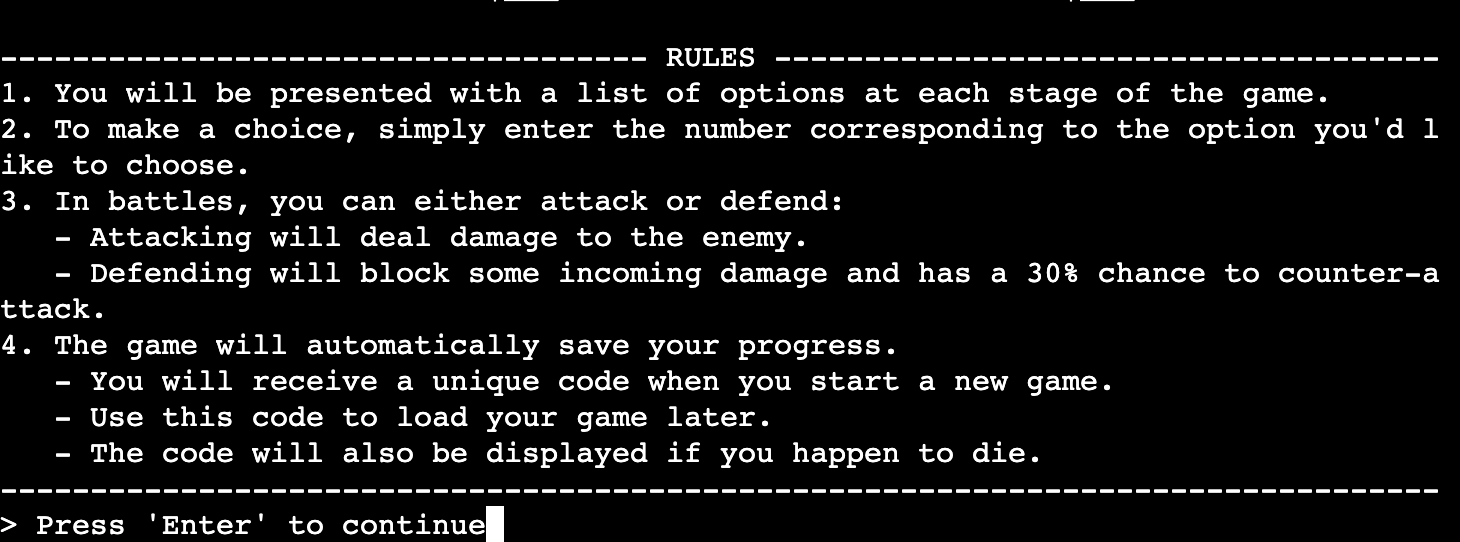 ------------------------------------ RULES -------------------------------------
1. You will be presented with a list of options at each stage of the game.
2. To make a choice, simply enter the number corresponding to the option you'd l
ike to choose.
3. In battles, you can either attack or defend:
   - Attacking will deal damage to the enemy.
   - Defending will block some incoming damage and has a 30% chance to counter-a
ttack.
4. The game will automatically save your progress.
   - You will receive a unique code when you start a new game.
   - Use this code to load your game later.
   - The code will also be displayed if you happen to die.
--------------------------------------------------------------------------------
> Press 'Enter' to continue